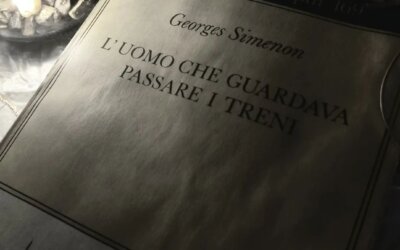 Georges Simenon
L'UOMO CHE GUARDAVA
PASSARE I TRENI